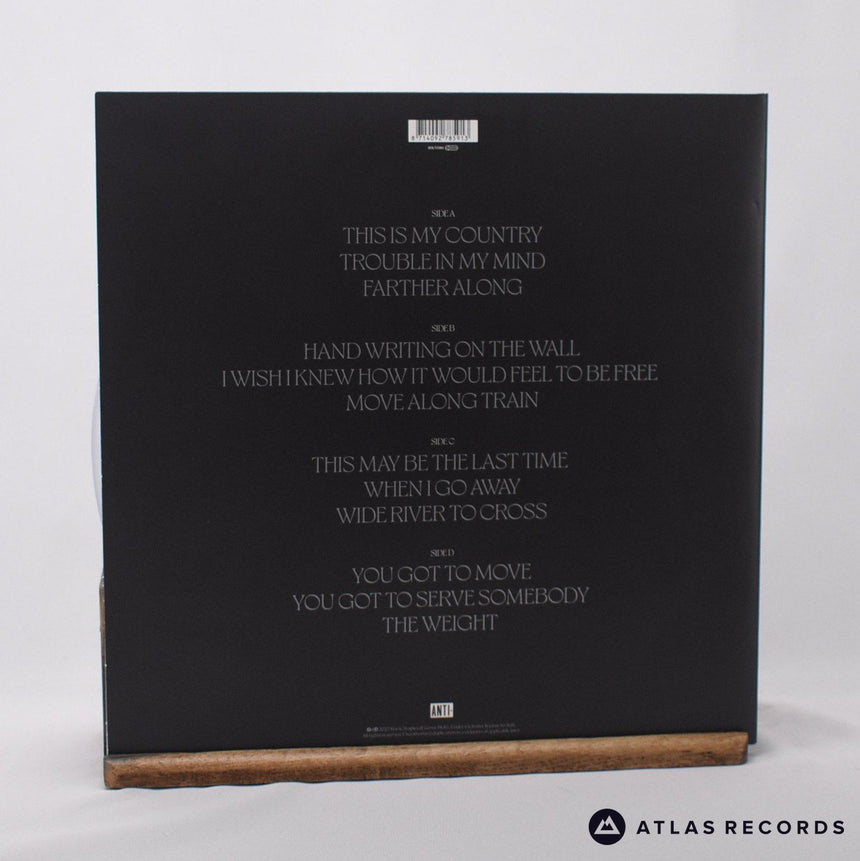 8 714092 785913
SIDE A
THIS IS MY COUNTRY
TROUBLE IN MY MIND
FARTHER ALONG
SIDE B
HAND WRITING ON THE WALL
I WISH I KNEW HOW IT WOULD FEEL TO BE FREE
MOVE ALONG TRAIN
SIDE C
THIS MAY BE THE LAST TIME
WHEN I GO AWAY
WIDE RIVER TO CROSS
SIDE D
YOU GOT TO MOVE
YOU GOT TO SERVE SOMEBODY
THE WEIGHT
ANTI-
ATLAS RECORDS